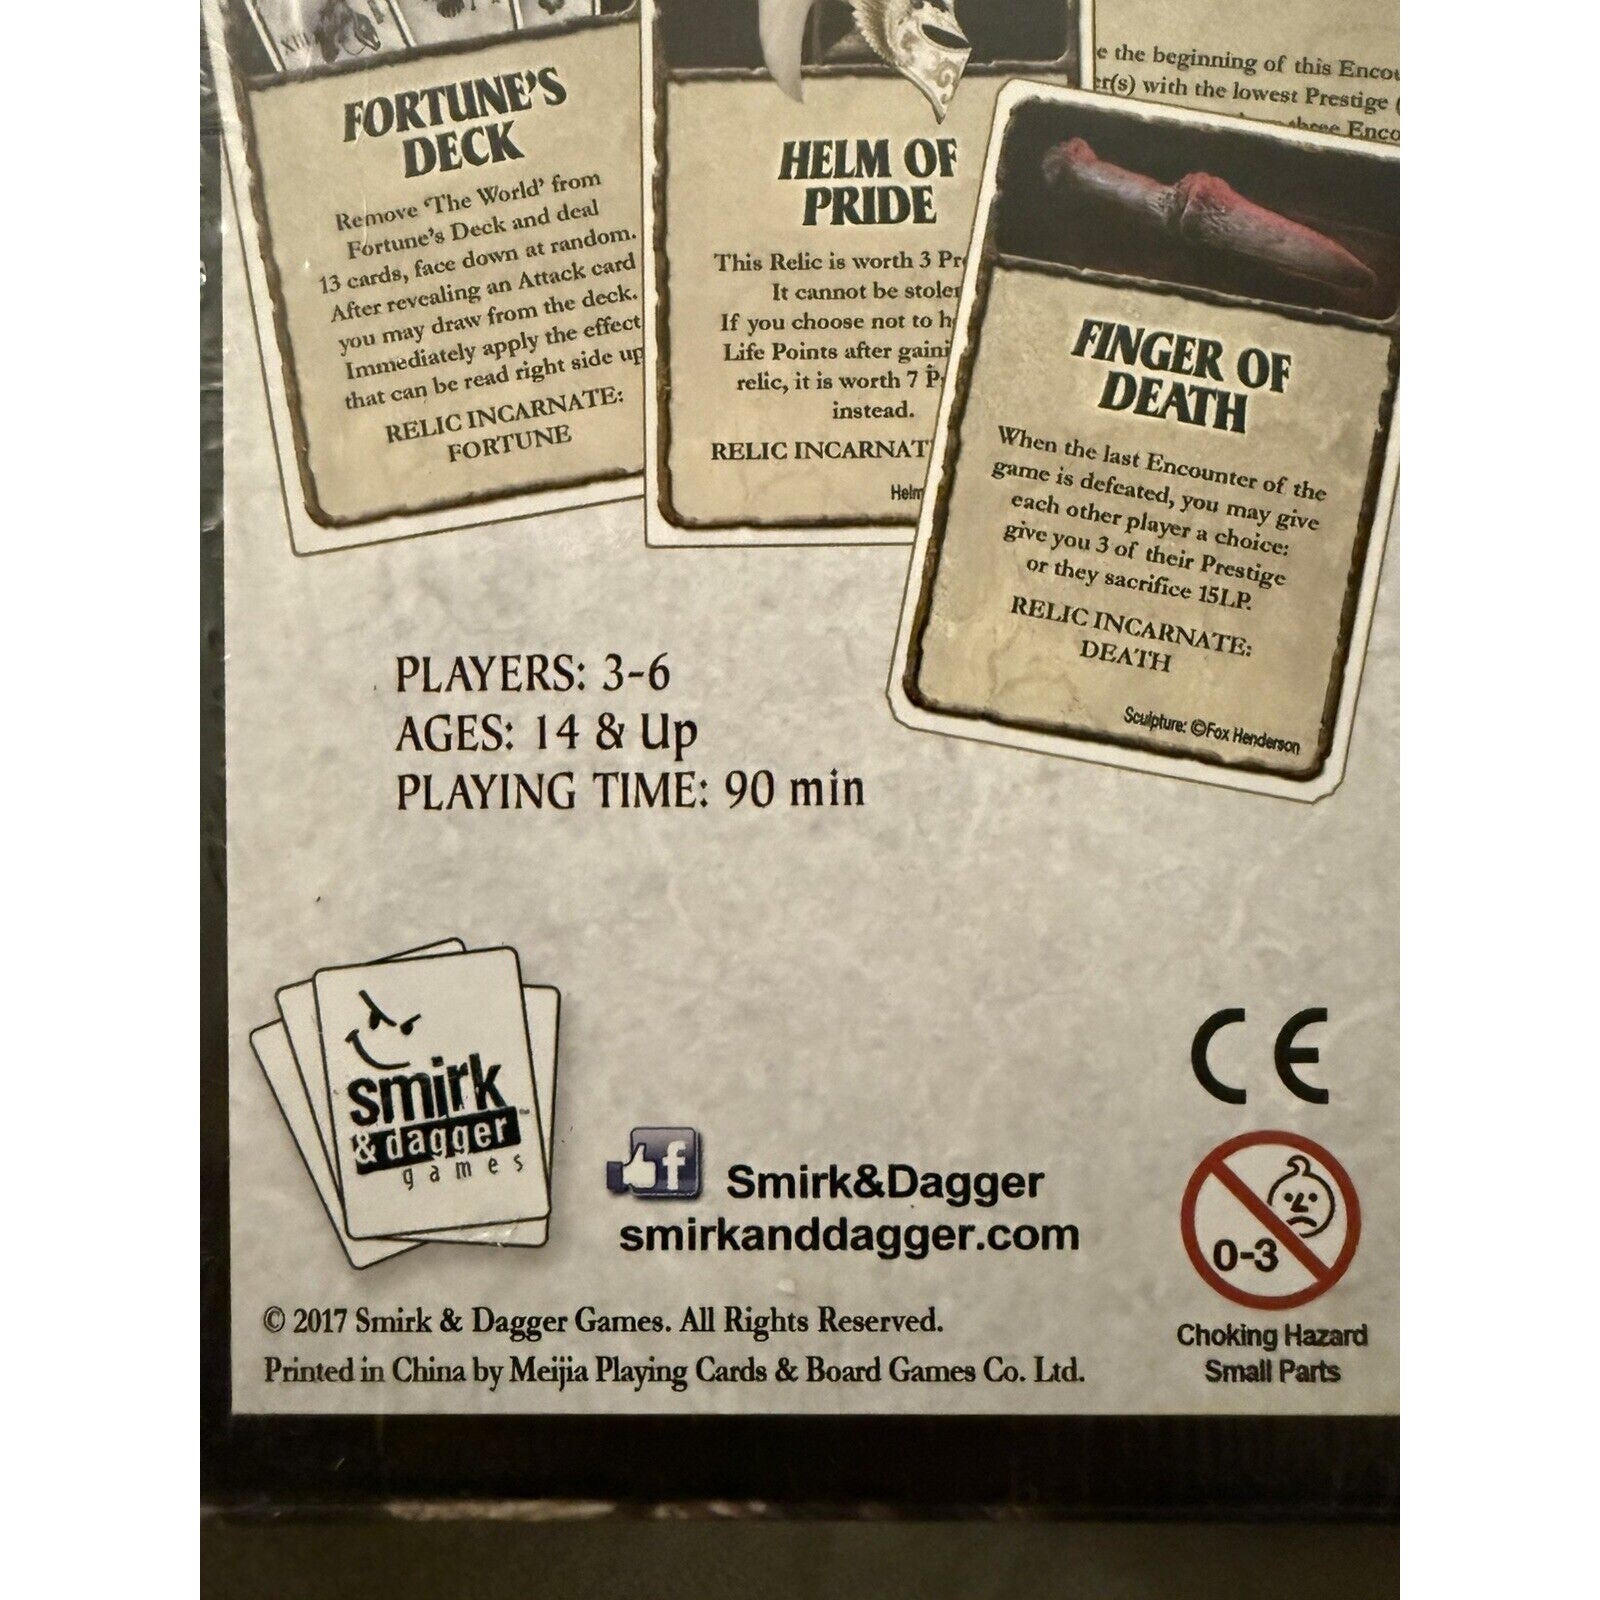 XIII
FORTUNE'S
DECK
Remove 'The World' from
Fortune's Deck and deal
13 cards, face down at random.
After revealing an Attack card
you may draw from the deck.
Immediately apply the effect
that can be read right side up
RELIC INCARNATE:
FORTUNE
HELM OF
PRIDE
This Relic is worth 3
It cannot be
If you choose not to
Life Points after
relic, it is worth 7
instead.
RELIC
e the beginning of this
er(s) with the lowest Prestige (
three
FINGER OF
DEATH
When the last Encounter of the
game is defeated, you may give
each other player a choice:
give you 3 of their Prestige
or they sacrifice 15LP.
RELIC INCARNATE:
DEATH
Sculpture: ©Fox Henderson
PLAYERS: 3-6
AGES: 14 & Up
PLAYING TIME: 90 min
smirk
& dagger™
games
f Smirk&Dagger
smirkanddagger.com
CE
0-3
Choking Hazard
Small Parts
© 2017 Smirk & Dagger Games. All Rights Reserved.
Printed in China by Meijia Playing Cards & Board Games Co. Ltd.